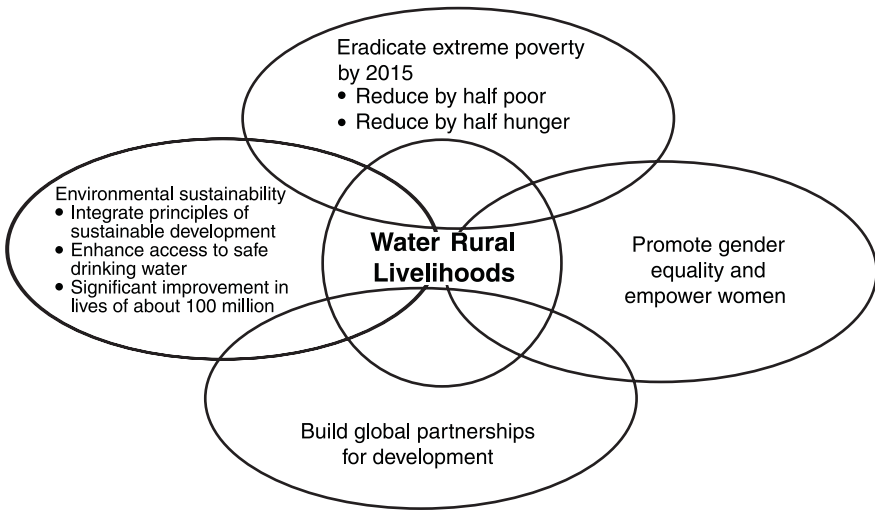 Eradicate extreme poverty
by 2015
• Reduce by half poor
• Reduce by half hunger
Environmental sustainability
• Integrate principles of
sustainable development
• Enhance access to safe
drinking water
• Significant improvement in
lives of about 100 million
Water Rural
Livelihoods
Promote gender
equality and
empower women
Build global partnerships
for development